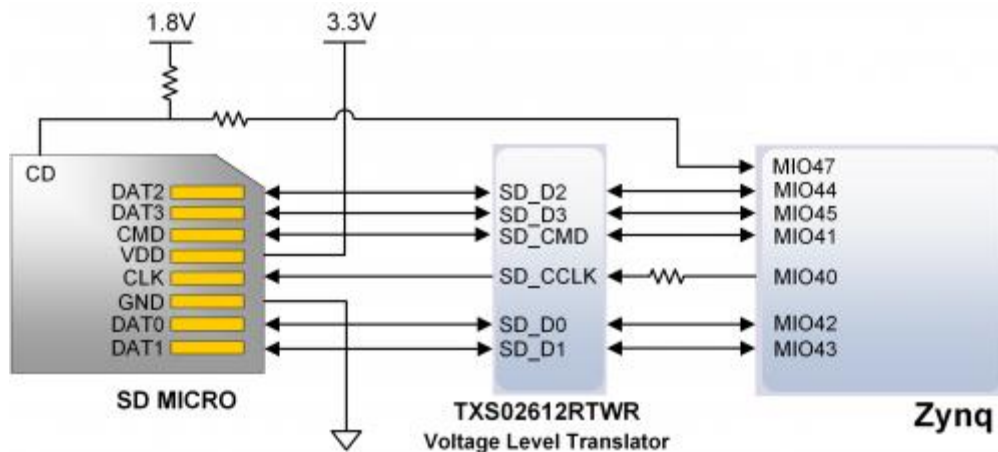 1.8V
3.3V
CD
MIO47
DAT2
SD_D2
MIO44
DAT3
SD_D3
MIO45
CMD
SD_CMD
MIO41
VDD
CLK
SD_CCLK
MIO40
GND
DAT0
SD_D0
MIO42
DAT1
SD_D1
MIO43
SD MICRO
TXS02612RTWR
Voltage Level Translator
Zynq